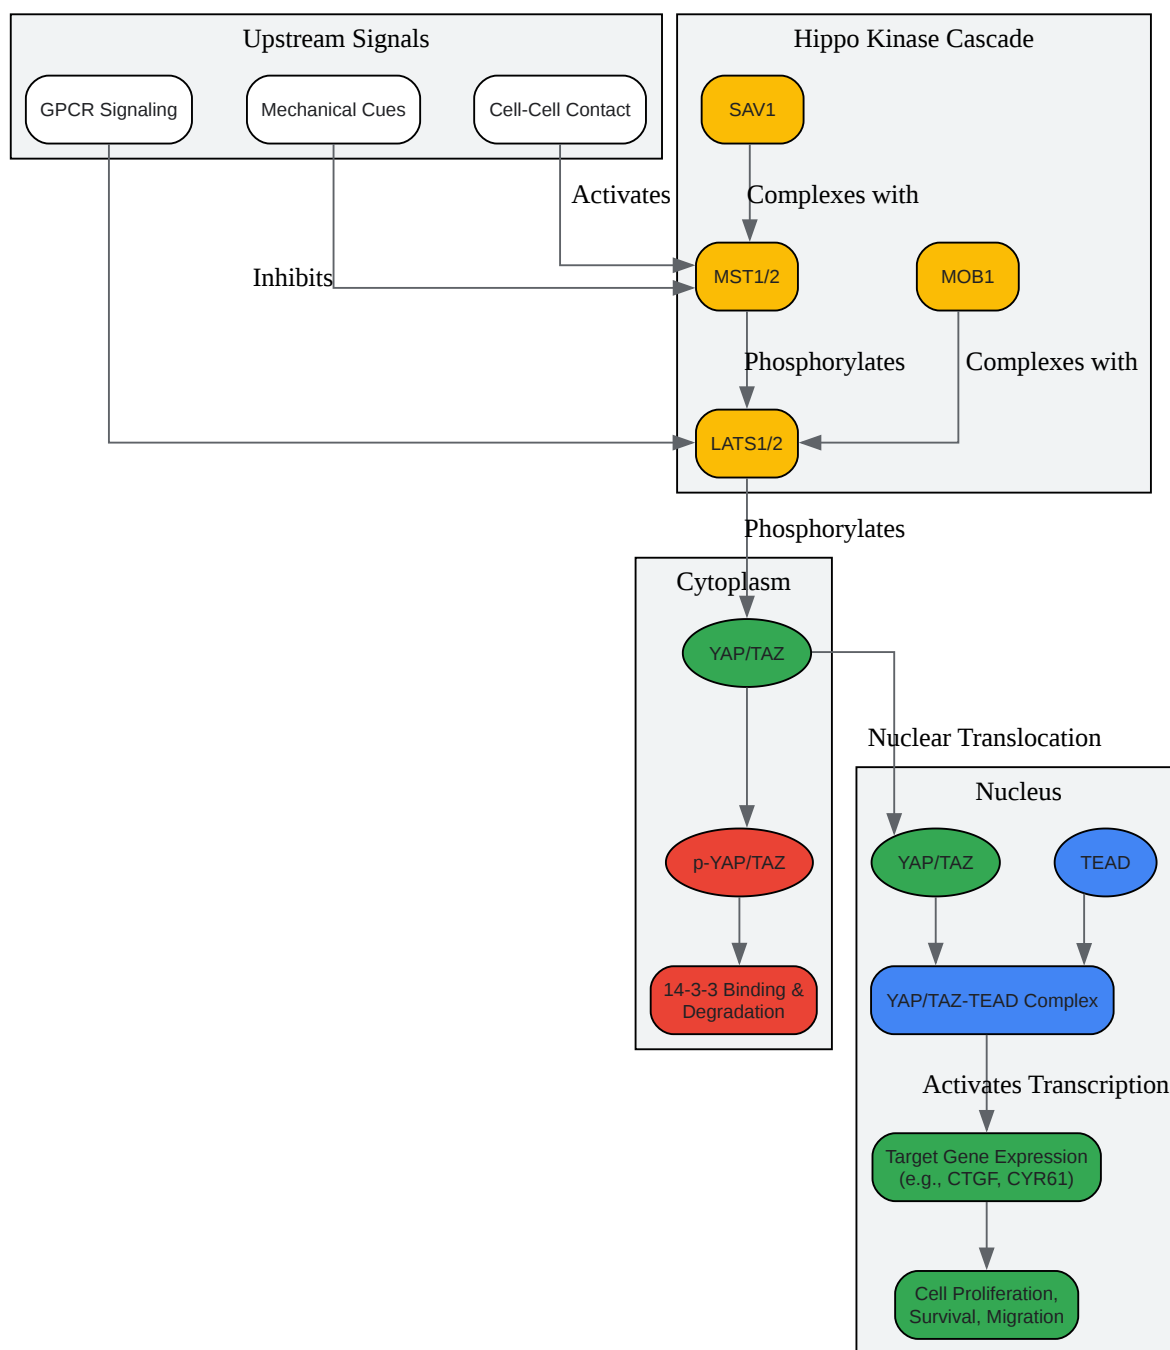 Upstream Signals
Hippo Kinase Cascade
GPCR Signaling
Mechanical Cues
Cell-Cell Contact
SAV1
Activates
Complexes with
Inhibits
MST1/2
MOB1
Phosphorylates
Complexes with
LATS1/2
Phosphorylates
Cytoplasm
YAP/TAZ
Nuclear Translocation
Nucleus
p-YAP/TAZ
YAP/TAZ
TEAD
14-3-3 Binding &
Degradation
YAP/TAZ-TEAD Complex
Activates Transcription
Target Gene Expression
(e.g., CTGF, CYR61)
Cell Proliferation,
Survival, Migration